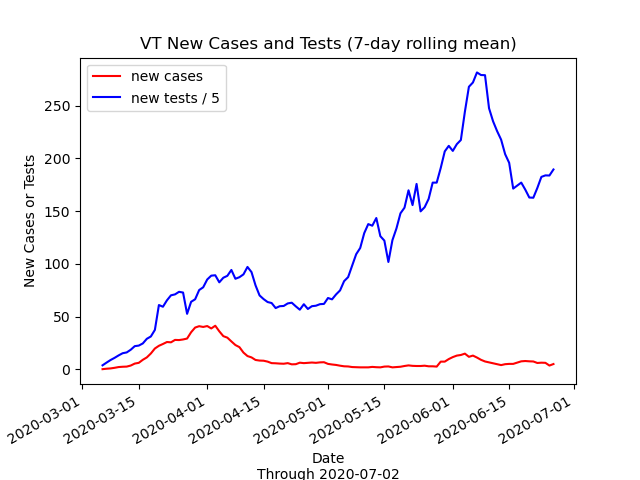 VT New Cases and Tests (7-day rolling mean)
new cases
new tests / 5
New Cases or Tests
250
200
150
100
50
0
2020-03-01
2020-03-15
2020-04-01
2020-04-15
2020-05-01
2020-05-15
2020-06-01
2020-06-15
2020-07-01
Date
Through 2020-07-02